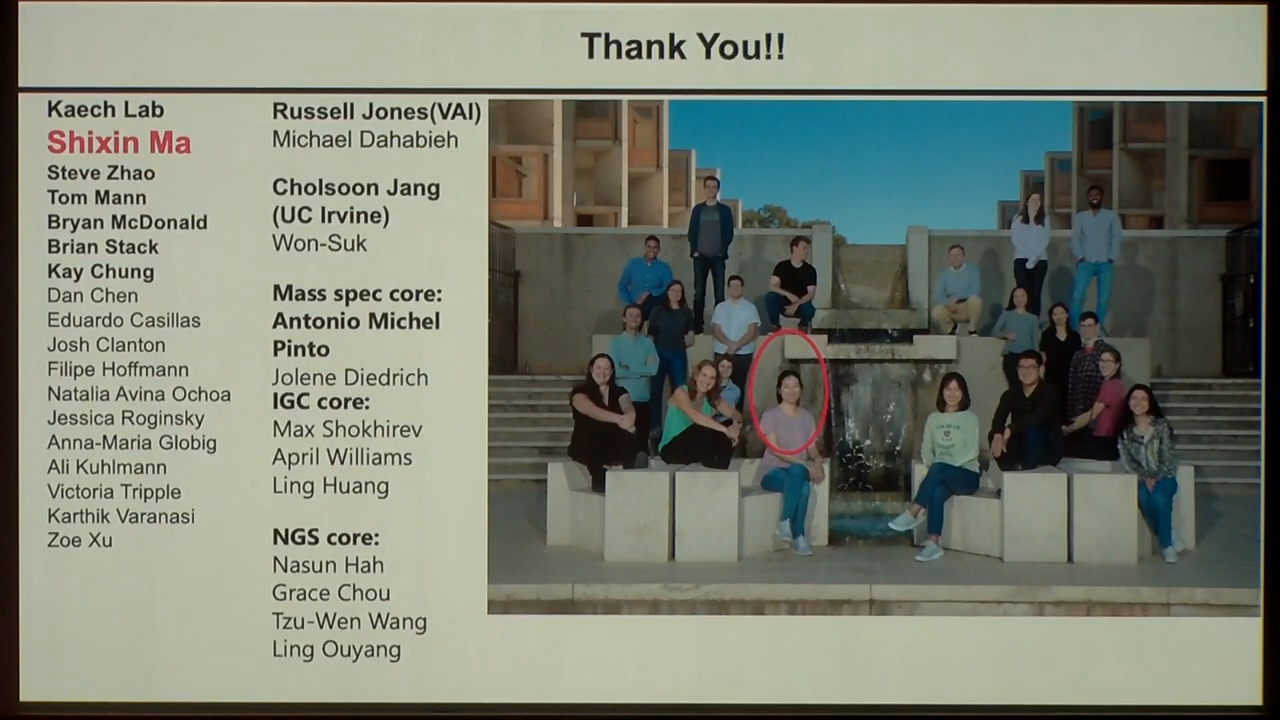 Thank You!!
Kaech Lab
Shixin Ma
Steve Zhao
Tom Mann
Bryan McDonald
Brian Stack
Kay Chung
Dan Chen
Eduardo Casillas
Josh Clanton
Filipe Hoffmann
Natalia Avina Ochoa
Jessica Roginsky
Anna-Maria Globig
Ali Kuhlmann
Victoria Tripple
Karthik Varanasi
Zoe Xu
Russell Jones(VAI)
Michael Dahabieh
Cholsoon Jang
(UC Irvine)
Won-Suk
Mass spec core:
Antonio Michel
Pinto
Jolene Diedrich
IGC core:
Max Shokhirev
April Williams
Ling Huang
NGS core:
Nasun Hah
Grace Chou
Tzu-Wen Wang
Ling Ouyang